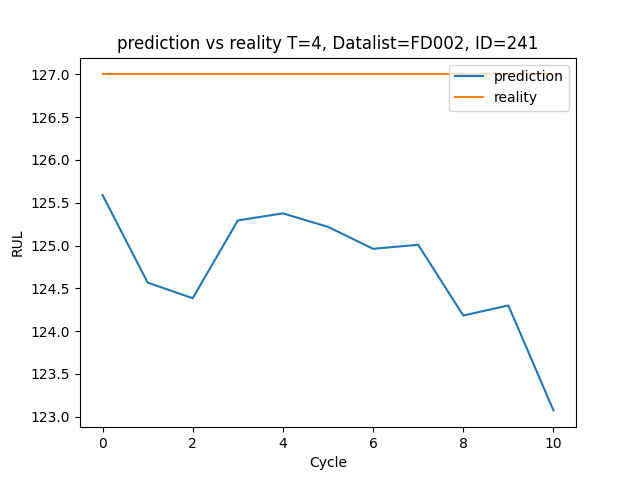 prediction vs reality T=4, Datalist=FD002, ID=241
127.0
126.5
126.0
125.5
125.0
124.5
124.0
123.5
123.0
RUL
prediction
reality
0 2 4 6 8 10
Cycle